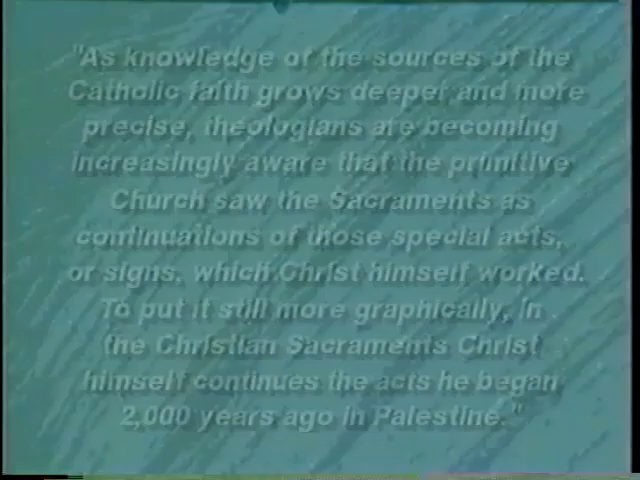 "As knowledge of the sources of the
Catholic faith grows deeper and more
precise, theologians are becoming
increasingly aware that the primitive
Church saw the Sacraments as
continuations of those special acts,
or signs, which Christ himself worked.
To put it still more graphically, in
the Christian Sacraments Christ
himself continues the acts he began
2,000 years ago in Palestine."